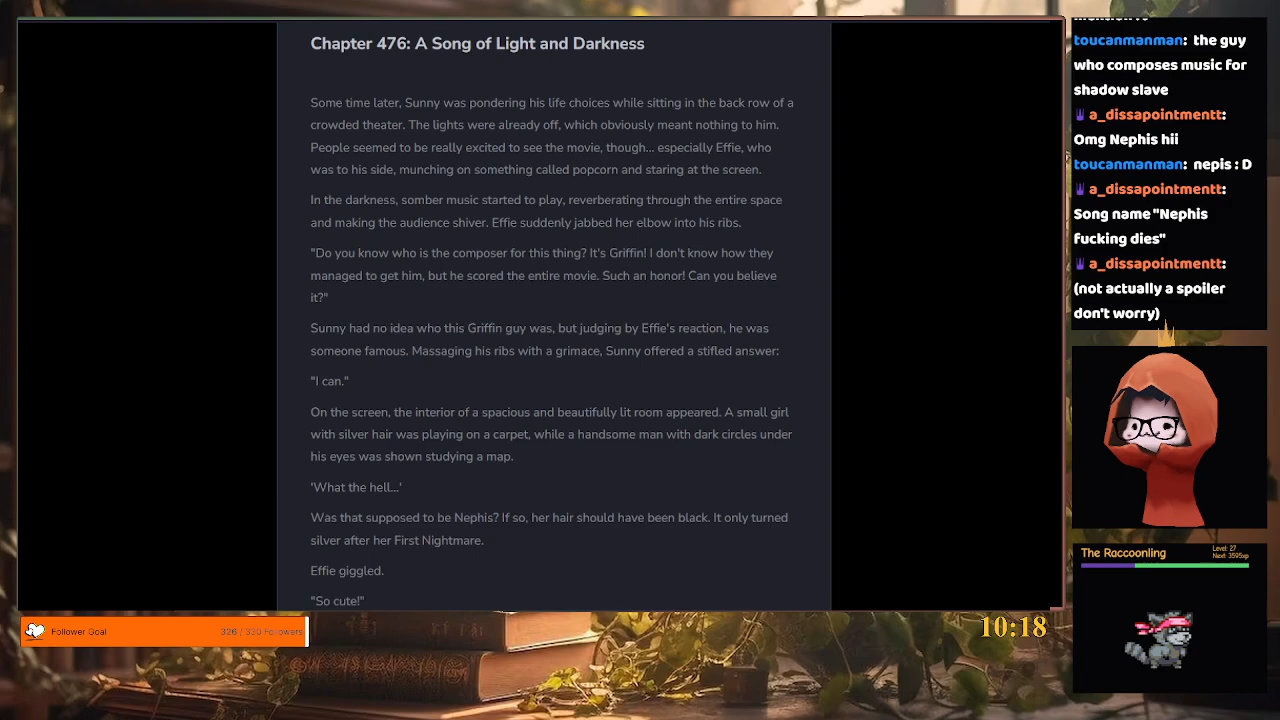 Chapter 476: A Song of Light and Darkness
Some time later, Sunny was pondering his life choices while sitting in the back row of a
crowded theater. The lights were already off, which obviously meant nothing to him.
People seemed to be really excited to see the movie, though... especially Effie, who
was to his side, munching on something called popcorn and staring at the screen.
In the darkness, somber music started to play, reverberating through the entire space
and making the audience shiver. Effie suddenly jabbed her elbow into his ribs.
"Do you know who is the composer for this thing? It's Griffin! I don't know how they
managed to get him, but he scored the entire movie. Such an honor! Can you believe
it?"
Sunny had no idea who this Griffin guy was, but judging by Effie's reaction, he was
someone famous. Massaging his ribs with a grimace, Sunny offered a stifled answer:
"I can."
On the screen, the interior of a spacious and beautifully lit room appeared. A small girl
with silver hair was playing on a carpet, while a handsome man with dark circles under
his eyes was shown studying a map.
'What the hell...'
Was that supposed to be Nephis? If so, her hair should have been black. It only turned
silver after her First Nightmare.
Effie giggled.
"So cute!"
toucanmanman: the guy
who composes music for
shadow slave
a_dissapointmentt:
Omg Nephis hii
toucanmanman: nepis : D
a_dissapointmentt:
Song name "Nephis
fucking dies"
a_dissapointmentt:
(not actually a spoiler
don't worry)
The Raccoonling
Level: 27
Next: 3595xp
Follower Goal
326 / 330 Followers
10:18